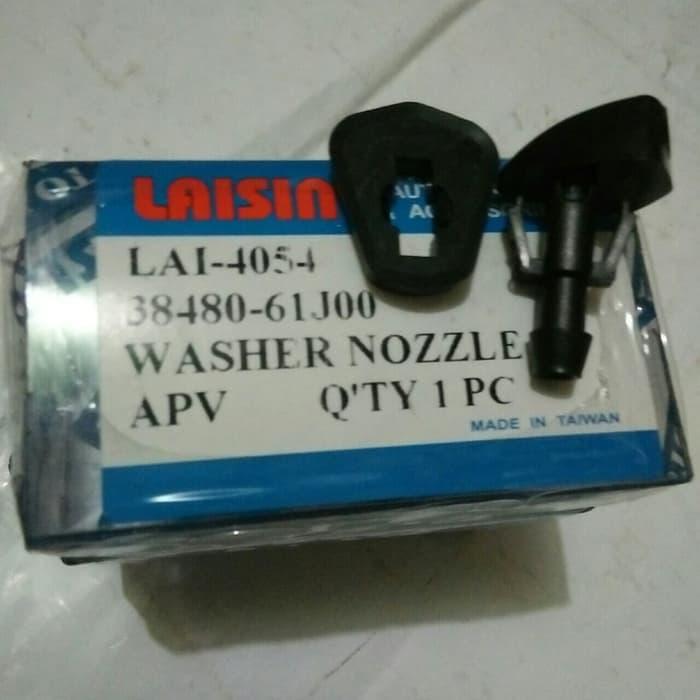 LAISIN
LAI-4054
38480-61J00
WASHER NOZZLE
APV Q'TY 1 PC
MADE IN TAIWAN